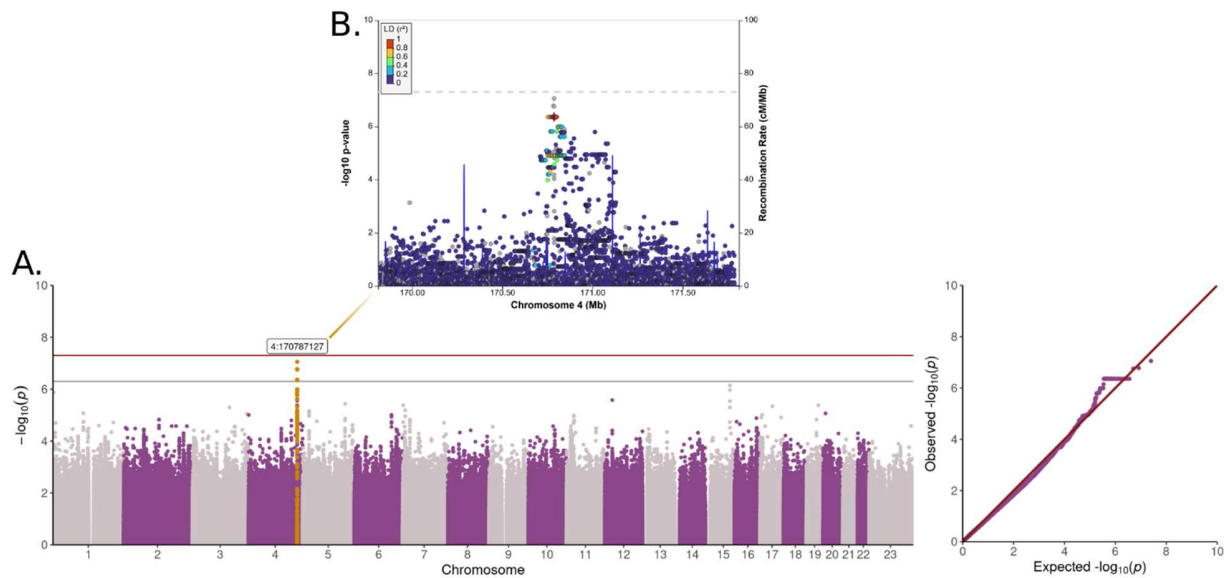 B.
LD (r²)
1
0.8
0.6
0.4
0.2
0
10
8
6
4
2
0
-log10 p-value
100
80
60
40
20
0
Recombination Rate (cM/Mb)
170.00 170.50 171.00 171.50
Chromosome 4 (Mb)
A.
10
8
6
4
2
0
−log10(p)
4:170787127
1 2 3 4 5 6 7 8 9 10 11 12 13 14 15 16 17 18 19 20 21 22 23
Chromosome
10
8
6
4
2
0
Observed -log10(p)
0 2 4 6 8 10
Expected -log10(p)